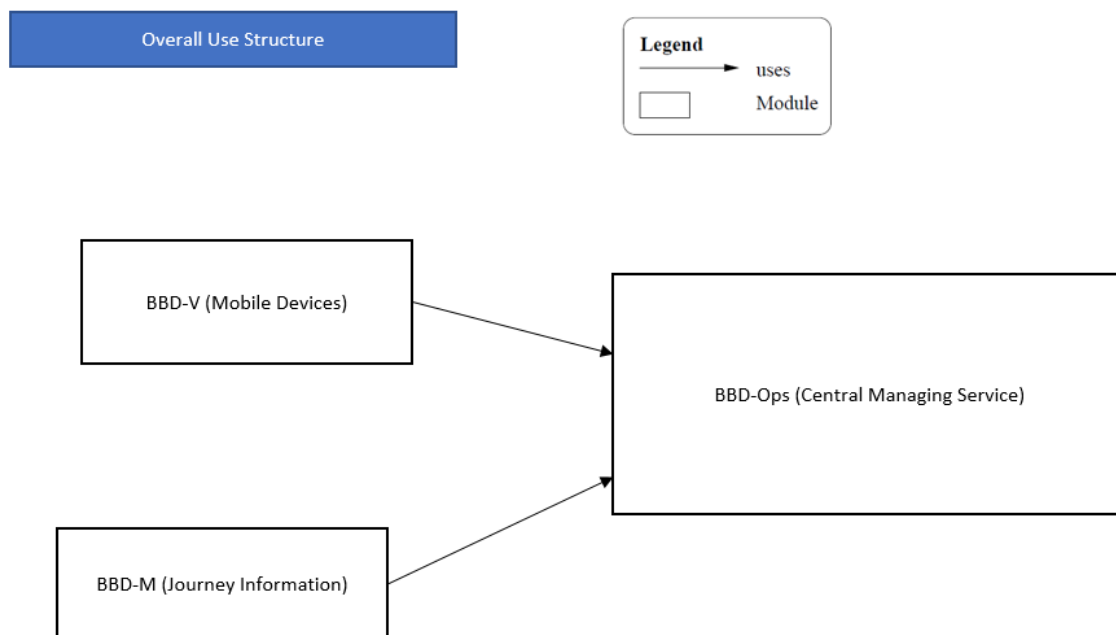 Overall Use Structure
Legend
uses
Module
BBD-V (Mobile Devices)
BBD-Ops (Central Managing Service)
BBD-M (Journey Information)